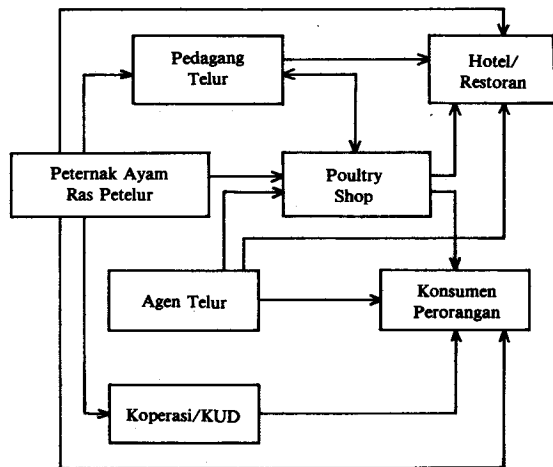 Pedagang
Telur
Hotel/
Restoran
Peternak Ayam
Ras Petelur
Poultry
Shop
Agen Telur
Konsumen
Perorangan
Koperasi/KUD